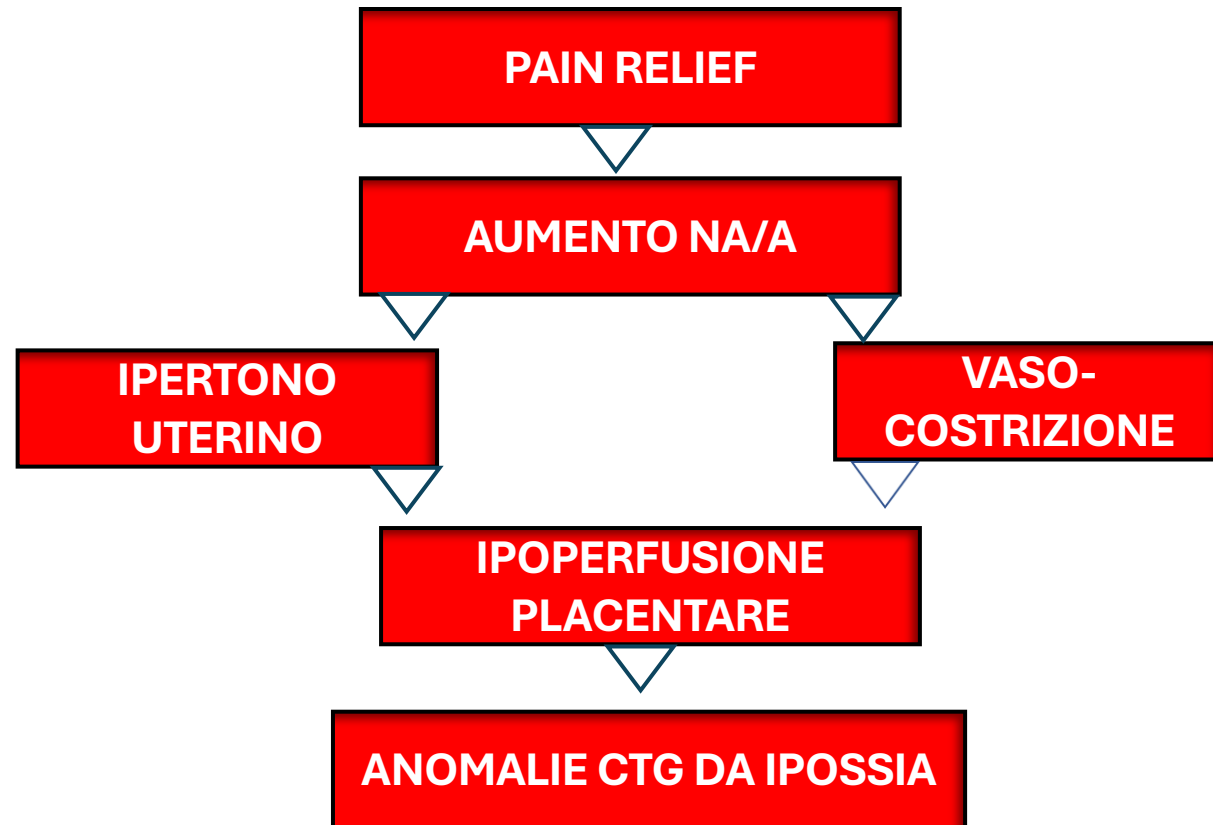 PAIN RELIEF
AUMENTO NA/A
IPERTONO
UTERINO
VASO-
COSTRIZIONE
IPOPERFUSIONE
PLACENTARE
ANOMALIE CTG DA IPOSSIA